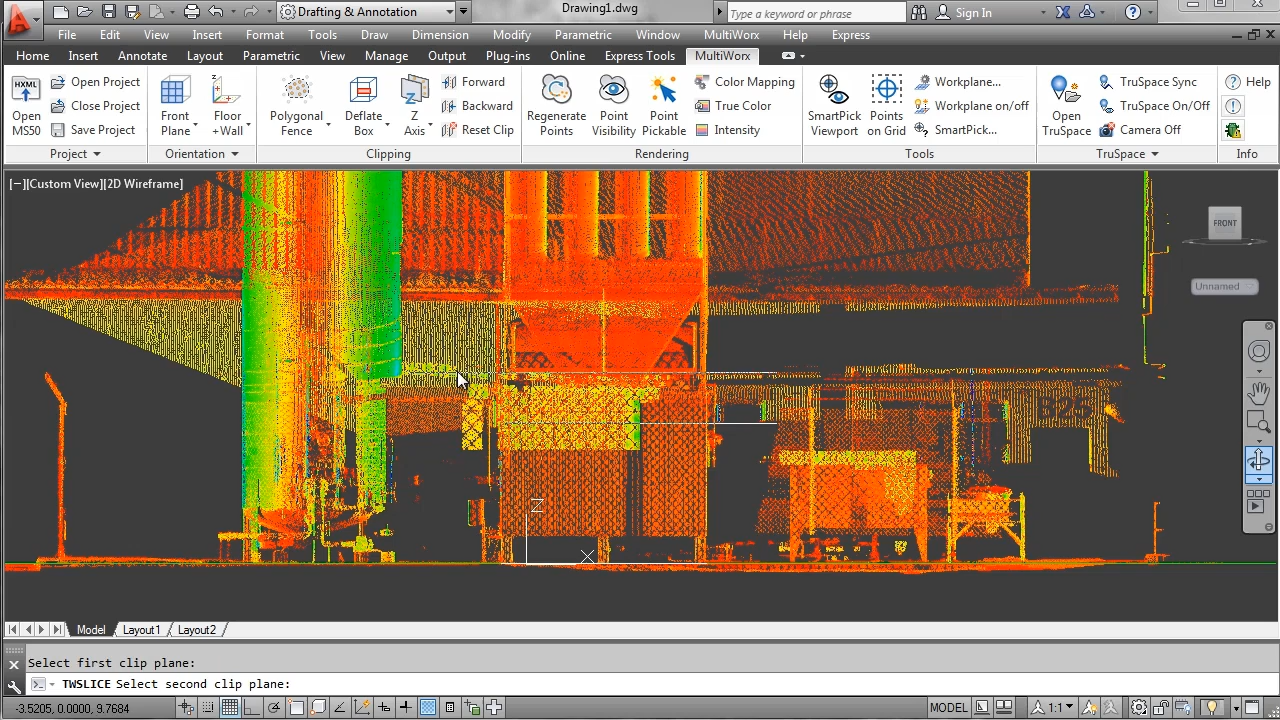 Drafting & Annotation
Drawing1.dwg
Type a keyword or phrase
Sign In
File Edit View Insert Format Tools Draw Dimension Modify Parametric Window MultiWorx Help Express
Home Insert Annotate Layout Parametric View Manage Output Plug-ins Online Express Tools MultiWorx
HXML
Open MS50
Open Project
Close Project
Save Project
Front Plane
Floor +Wall
Polygonal Fence
Deflate Box
Z Axis
Forward
Backward
Reset Clip
Regenerate Points
Point Visibility
Point Pickable
Color Mapping
True Color
Intensity
SmartPick Viewport
Points on Grid
Workplane...
Workplane on/off
SmartPick...
Open TruSpace
TruSpace Sync
TruSpace On/Off
Camera Off
Help
Project Orientation Clipping Rendering Tools TruSpace Info
[−][Custom View][2D Wireframe]
FRONT
Unnamed
B25
Z
X
Model Layout1 Layout2
Select first clip plane:
TWSLICE Select second clip plane:
-3.5205, 0.0000, 9.7684
MODEL
1:1